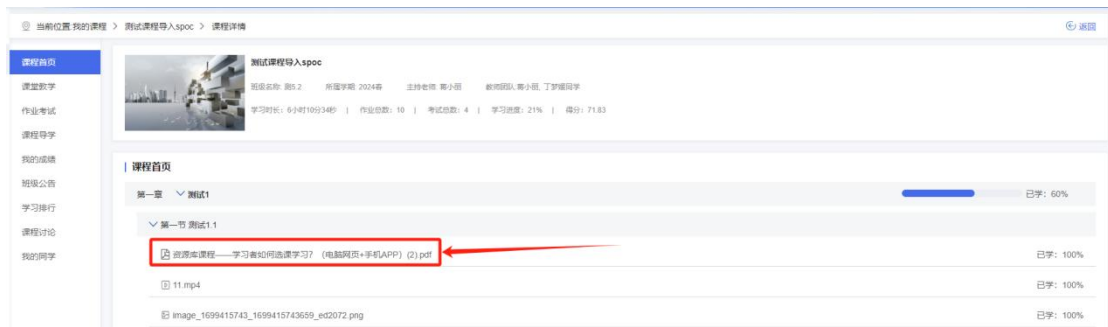 当前位置:我的课程 > 测试课程导入spoc > 课程详情
返回
课程首页
课堂教学
作业考试
课程导学
我的成绩
班级公告
学习排行
课程讨论
我的同学
测试课程导入spoc
班级名称: 测5.2 所属学期: 2024春 主持老师: 蒋小丽 教师团队: 蒋小丽, 丁梦珊同学
学习时长: 6小时10分34秒 | 作业总数: 10 | 考试总数: 4 | 学习进度: 21% | 得分: 71.83
课程首页
第一章 测试1 已学: 60%
第一节 测试1.1
资源库课程——学习者如何选课学习? (电脑网页+手机APP) (2).pdf 已学: 100%
11.mp4 已学: 100%
image_1699415743_1699415743659_ed2072.png 已学: 100%